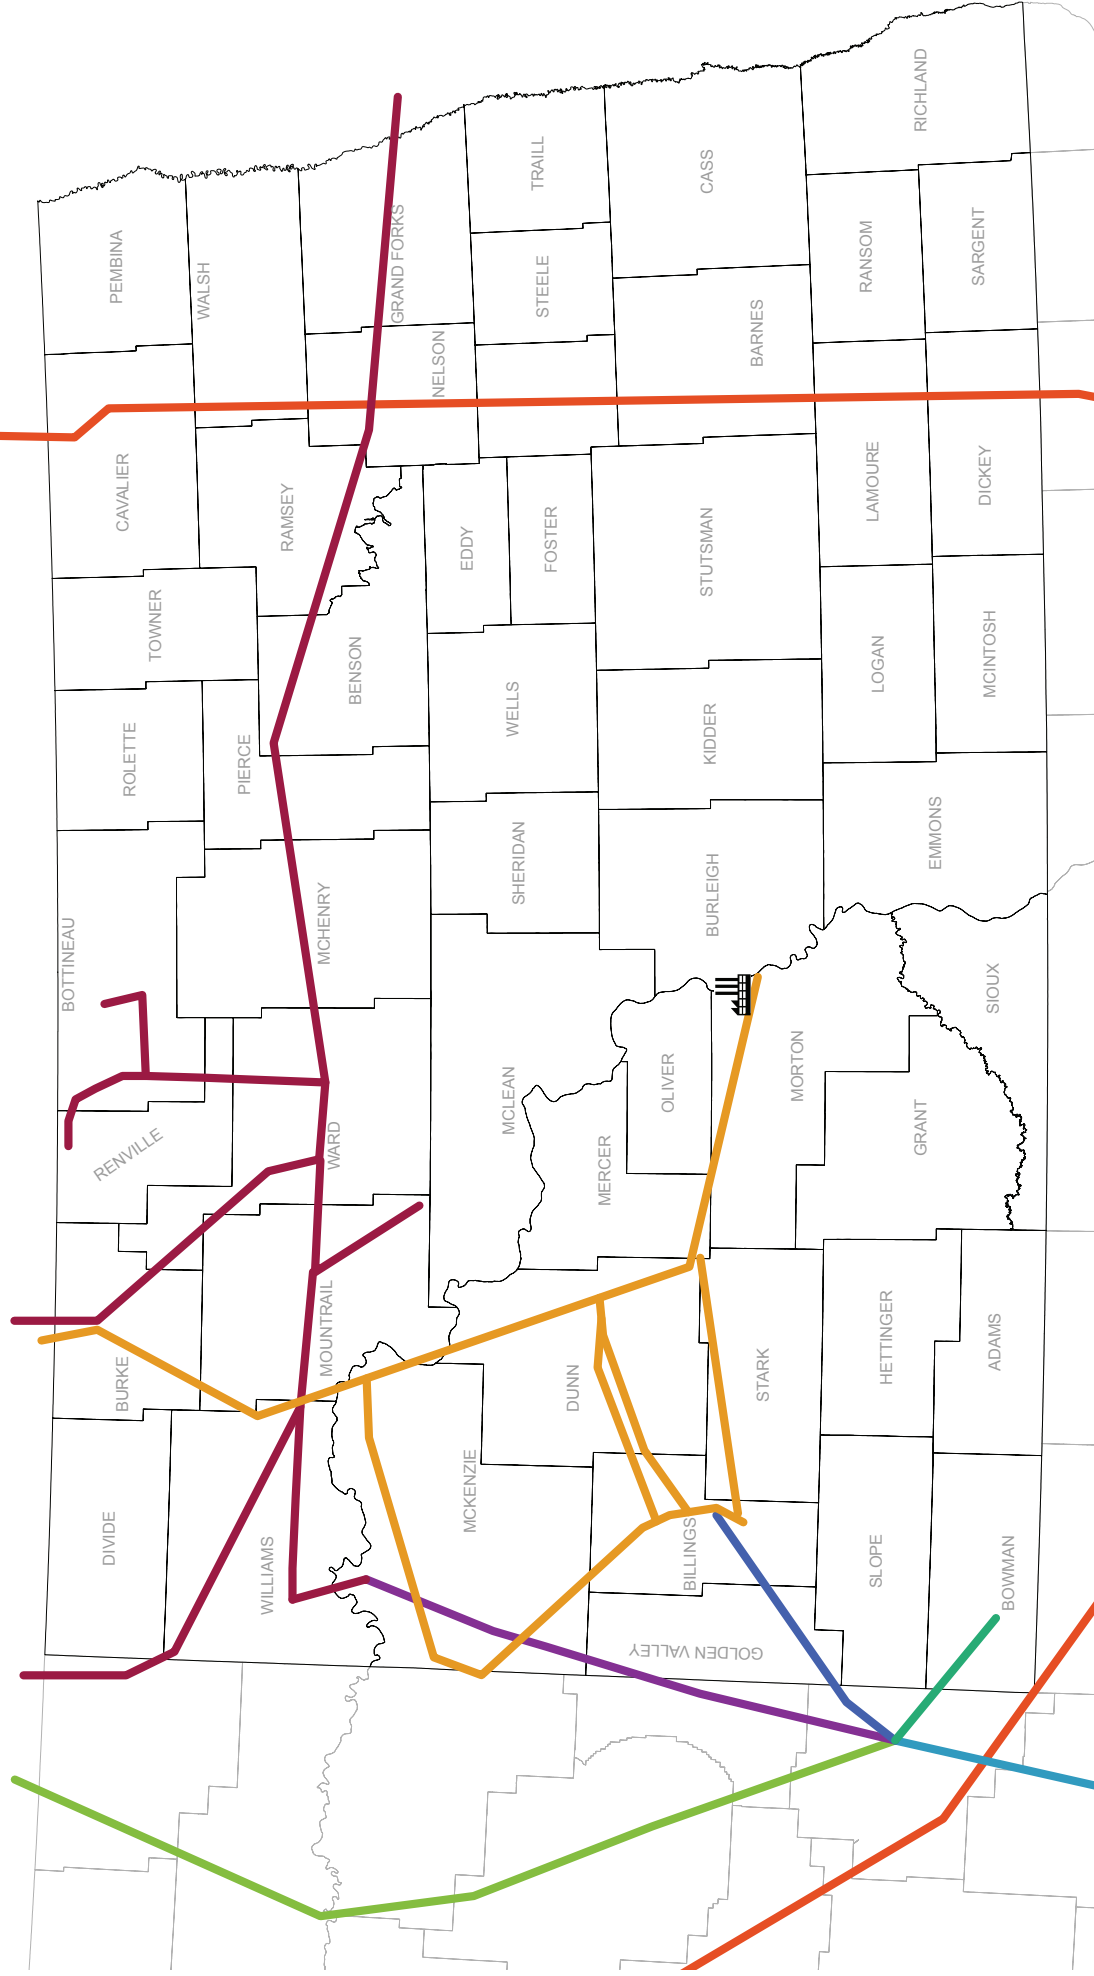 RICHLAND
TRAILL
CASS
PEMBINA
WALSH
GRAND FORKS
STEELE
RANSOM
SARGENT
NELSON
BARNES
CAVALIER
RAMSEY
EDDY
FOSTER
STUTSMAN
LAMOURE
DICKEY
TOWNER
BENSON
WELLS
KIDDER
LOGAN
MCINTOSH
ROLETTE
PIERCE
SHERIDAN
BURLEIGH
EMMONS
BOTTINEAU
MCHENRY
SIOUX
RENVILLE
WARD
MCLEAN
MERCER
OLIVER
MORTON
GRANT
BURKE
MOUNTRAIL
DUNN
STARK
HETTINGER
ADAMS
DIVIDE
WILLIAMS
MCKENZIE
BILLINGS
GOLDEN VALLEY
SLOPE
BOWMAN